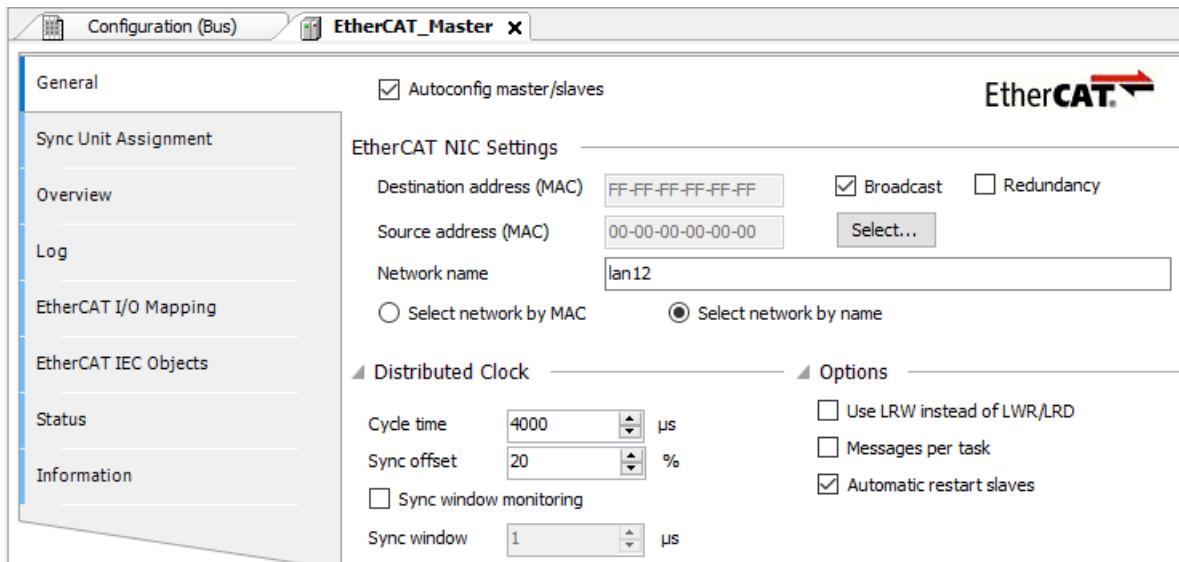 Configuration (Bus) EtherCAT_Master x
General
Autoconfig master/slaves
EtherCAT.
Sync Unit Assignment
EtherCAT NIC Settings
Overview
Destination address (MAC) FF-FF-FF-FF-FF-FF Broadcast Redundancy
Source address (MAC) 00-00-00-00-00-00 Select...
Log
Network name lan12
EtherCAT I/O Mapping
Select network by MAC Select network by name
EtherCAT IEC Objects
Distributed Clock Options
Status
Cycle time 4000 µs Use LRW instead of LWR/LRD
Sync offset 20 % Messages per task
Information
Sync window monitoring Automatic restart slaves
Sync window 1 µs